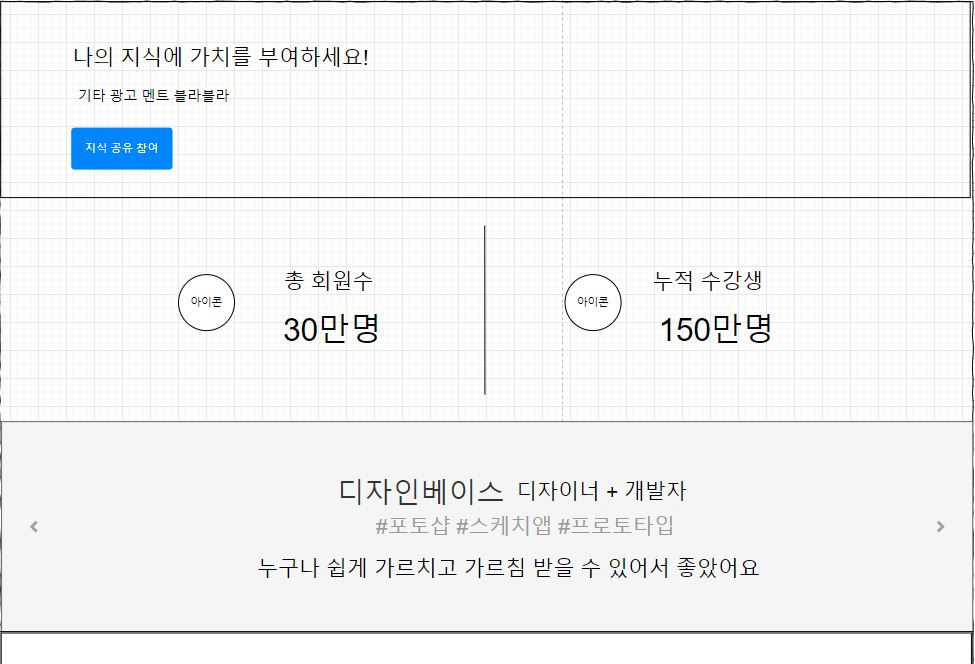 나의 지식에 가치를 부여하세요!
기타 광고 멘트 블라블라
지식 공유 참여
아이콘
총 회원수
30만명
아이콘
누적 수강생
150만명
디자인베이스 디자이너 + 개발자
#포토샵 #스케치앱 #프로토타입
누구나 쉽게 가르치고 가르침 받을 수 있어서 좋았어요